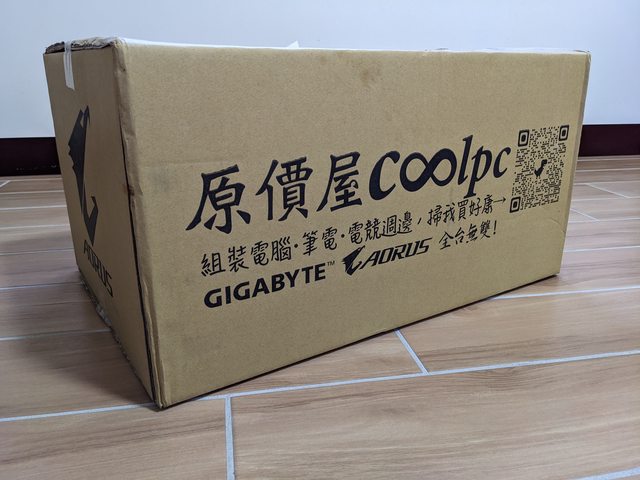 原價屋coolpc
組裝電腦·筆電·電競週邊，掃我買好康→
GIGABYTE™ AORUS 全台無雙!
AORUS